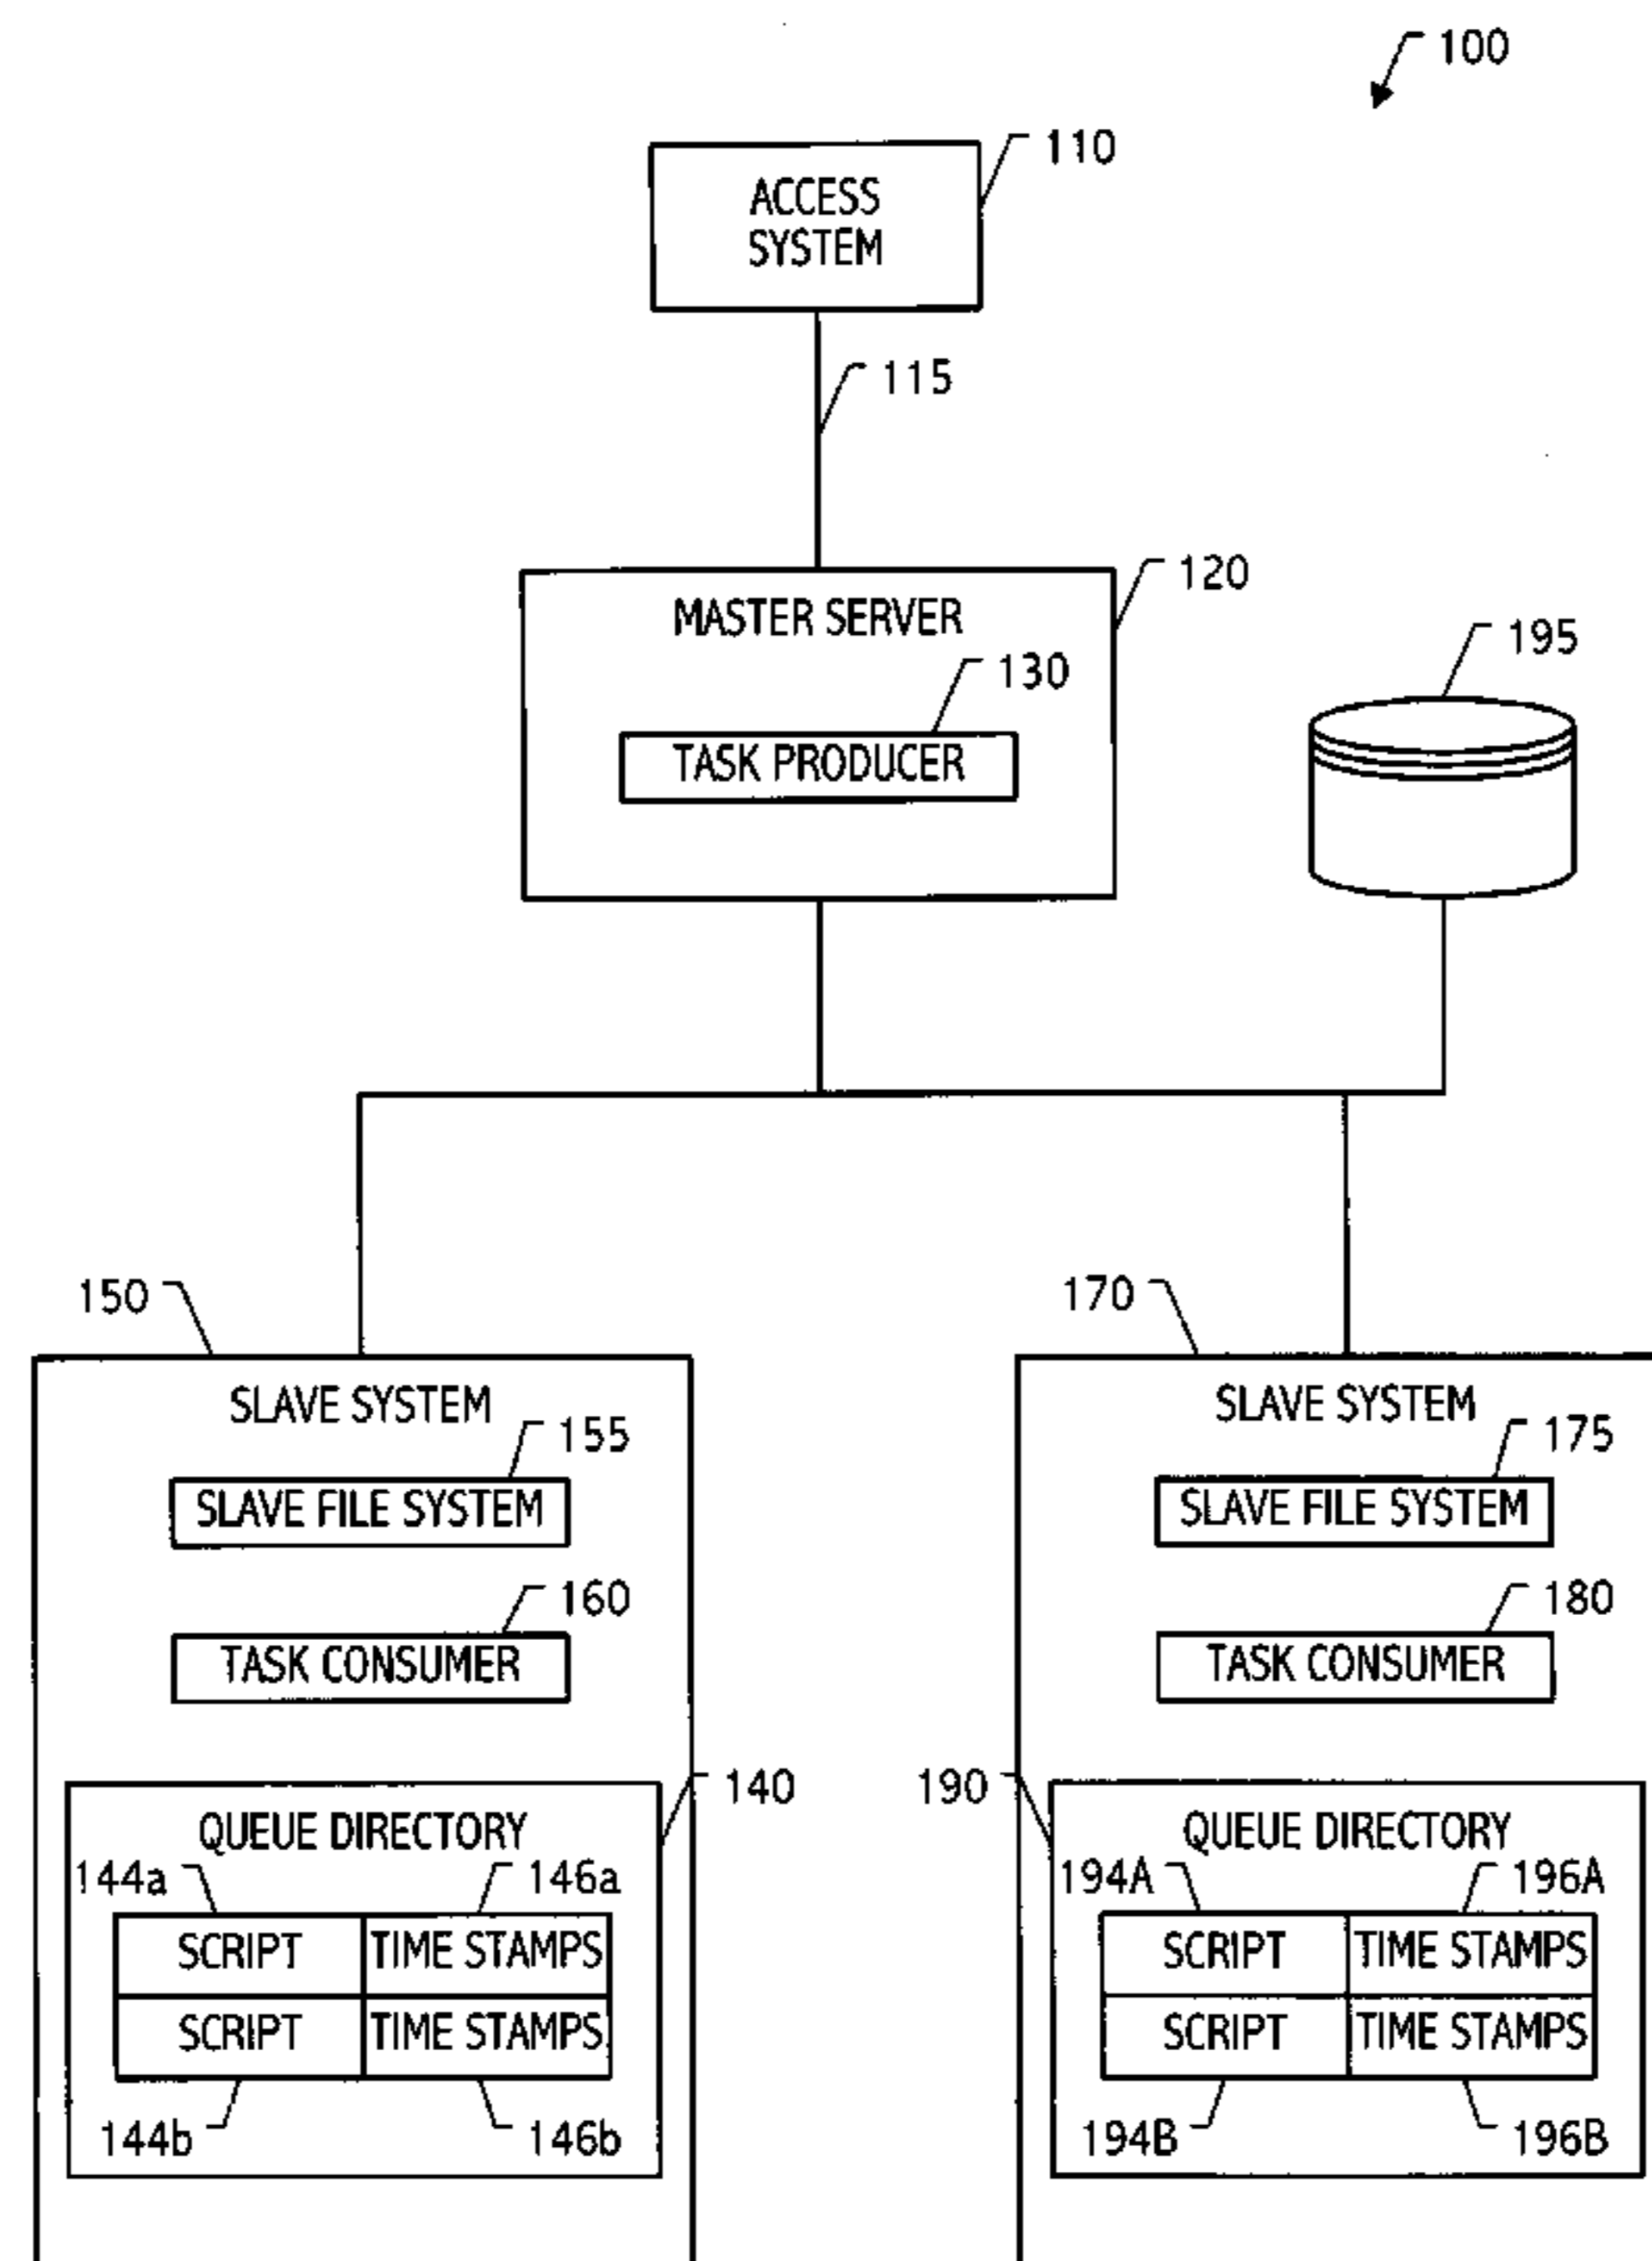 100
110
ACCESS
SYSTEM
115
120
MASTER SERVER
195
130
TASK PRODUCER
150
170
SLAVE SYSTEM
SLAVE SYSTEM
155
175
SLAVE FILE SYSTEM
SLAVE FILE SYSTEM
160
180
TASK CONSUMER
TASK CONSUMER
140
190
QUEUE DIRECTORY
QUEUE DIRECTORY
144a
146a
194A
196A
SCRIPT
TIME STAMPS
SCRIPT
TIME STAMPS
SCRIPT
TIME STAMPS
SCRIPT
TIME STAMPS
144b
146b
194B
196B